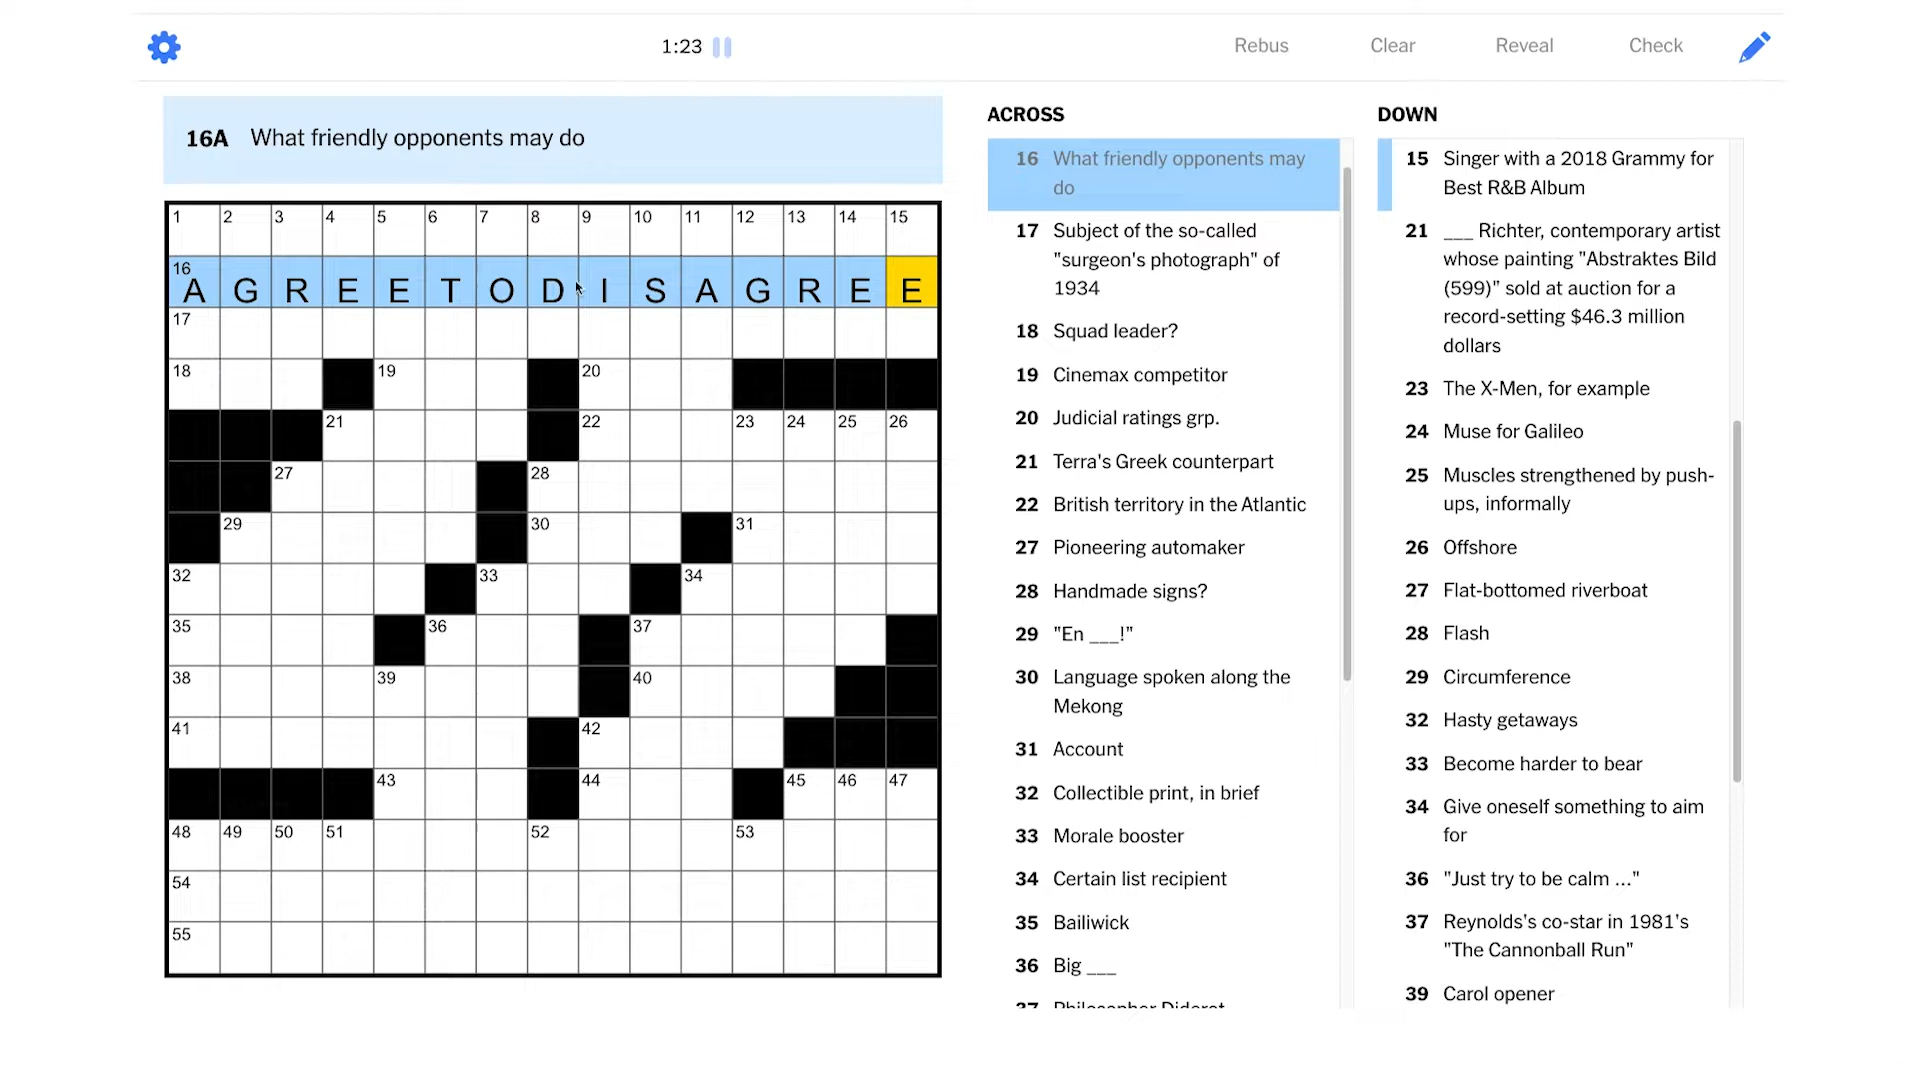 1:23
Rebus
Clear
Reveal
Check
16A What friendly opponents may do
1 2 3 4 5 6 7 8 9 10 11 12 13 14 15
16
A G R E E T O D I S A G R E E
17
18 19 20
21 22 23 24 25 26
27 28
29 30 31
32 33 34
35 36 37
38 39 40
41 42
43 44 45 46 47
48 49 50 51 52 53
54
55
ACROSS
16 What friendly opponents may
do
17 Subject of the so-called
"surgeon's photograph" of
1934
18 Squad leader?
19 Cinemax competitor
20 Judicial ratings grp.
21 Terra's Greek counterpart
22 British territory in the Atlantic
27 Pioneering automaker
28 Handmade signs?
29 "En ___!"
30 Language spoken along the
Mekong
31 Account
32 Collectible print, in brief
33 Morale booster
34 Certain list recipient
35 Bailiwick
36 Big ___
37 Philosopher Diderot
DOWN
15 Singer with a 2018 Grammy for
Best R&B Album
21 ___ Richter, contemporary artist
whose painting "Abstraktes Bild
(599)" sold at auction for a
record-setting $46.3 million
dollars
23 The X-Men, for example
24 Muse for Galileo
25 Muscles strengthened by push-
ups, informally
26 Offshore
27 Flat-bottomed riverboat
28 Flash
29 Circumference
32 Hasty getaways
33 Become harder to bear
34 Give oneself something to aim
for
36 "Just try to be calm ..."
37 Reynolds's co-star in 1981's
"The Cannonball Run"
39 Carol opener